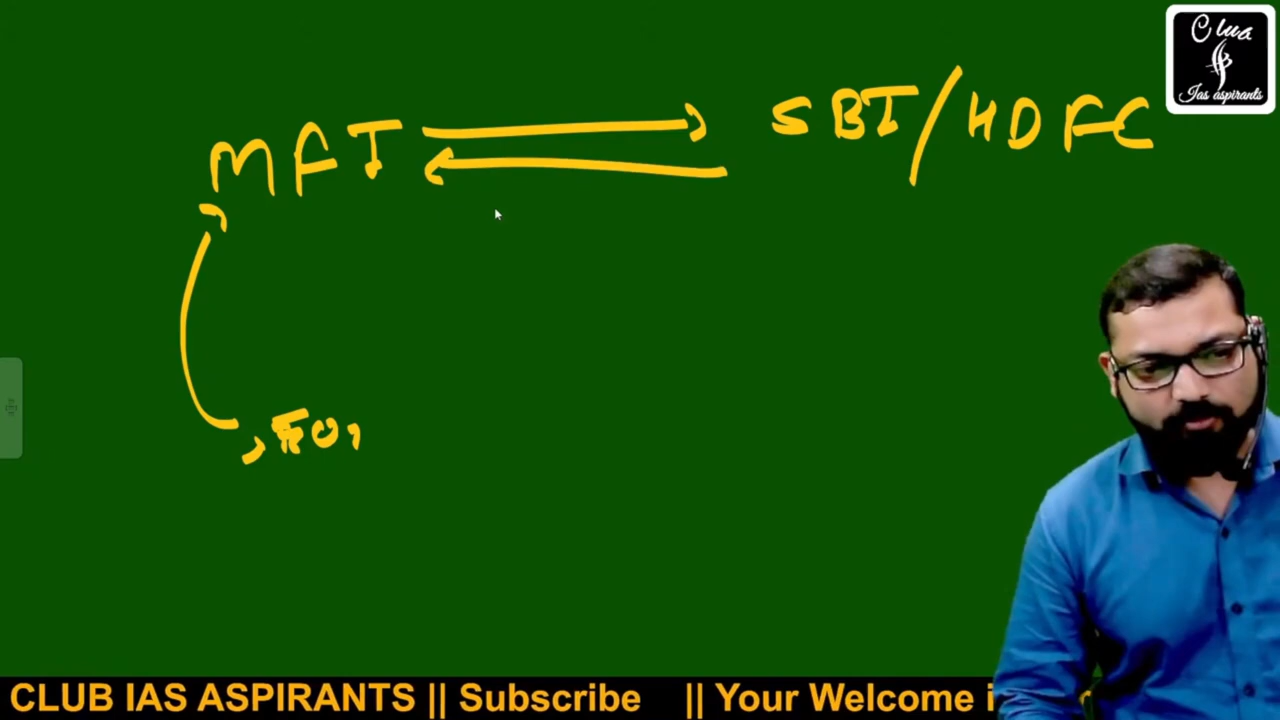 Club
Ias aspirants
SBI/HDFC
MFI
CLUB IAS ASPIRANTS || Subscribe || Your Welcome i